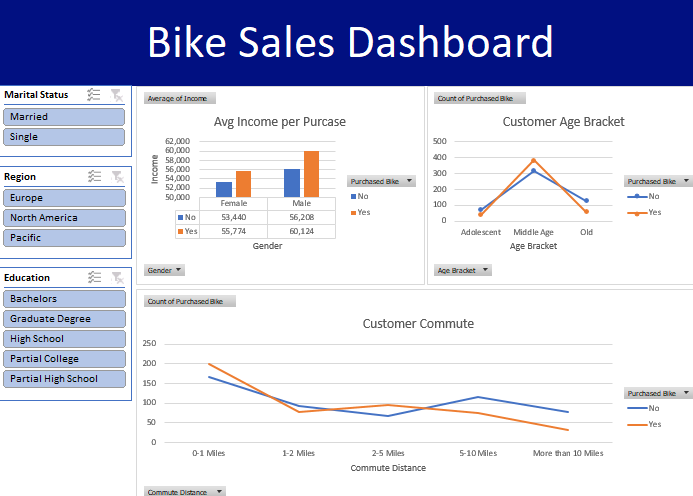 Bike Sales Dashboard
Marital Status
Married
Single
Region
Europe
North America
Pacific
Education
Bachelors
Graduate Degree
High School
Partial College
Partial High School
Average of Income
Avg Income per Purcase
Income
62,000
60,000
58,000
56,000
54,000
52,000
50,000
Female Male
No 53,440 56,208
Yes 55,774 60,124
Gender
Purchased Bike
No
Yes
Gender
Count of Purchased Bike
Customer Age Bracket
500
400
300
200
100
0
Adolescent Middle Age Old
Age Bracket
Purchased Bike
No
Yes
Age Bracket
Count of Purchased Bike
Customer Commute
250
200
150
100
50
0
0-1 Miles 1-2 Miles 2-5 Miles 5-10 Miles More than 10 Miles
Commute Distance
Purchased Bike
No
Yes
Commute Distance